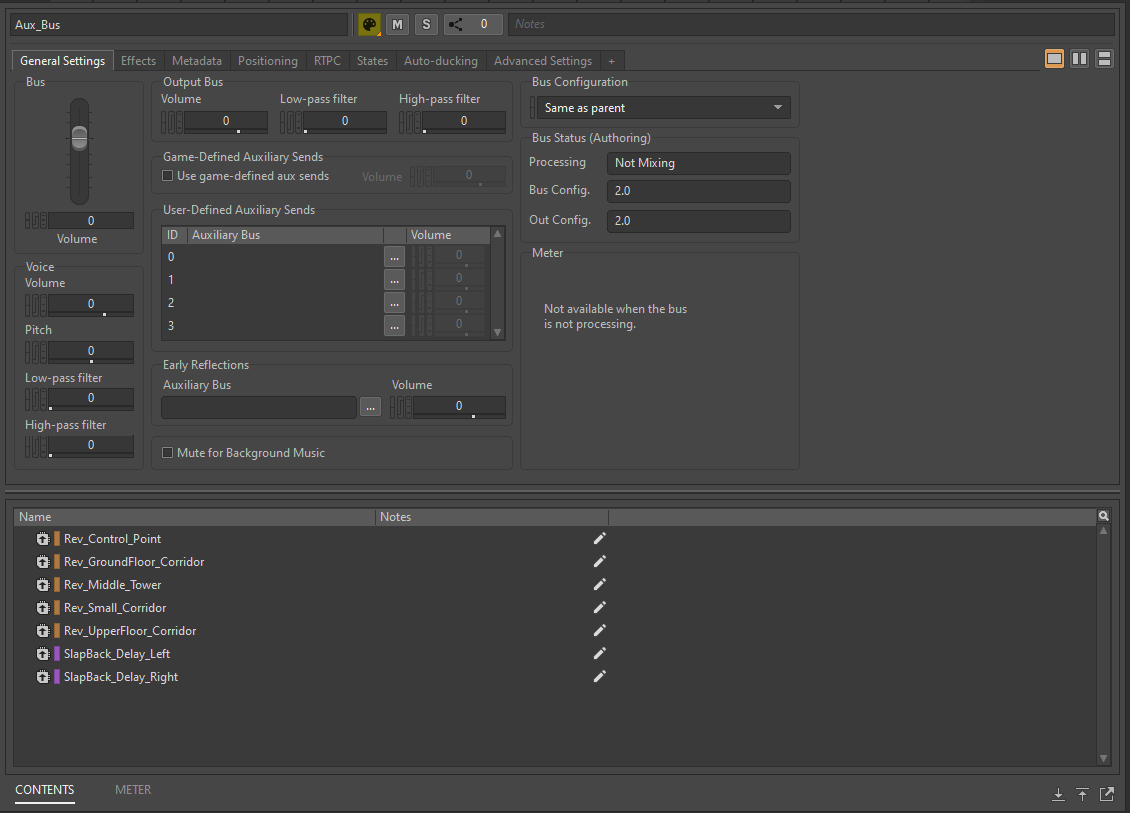 Aux_Bus M S 0 Notes
General Settings Effects Metadata Positioning RTPC States Auto-ducking Advanced Settings +
Bus
0
Volume
Voice
Volume
0
Pitch
0
Low-pass filter
0
High-pass filter
0
Output Bus
Volume Low-pass filter High-pass filter
0 0 0
Game-Defined Auxiliary Sends
Use game-defined aux sends Volume 0
User-Defined Auxiliary Sends
ID Auxiliary Bus Volume
0 ... 0
1 ... 0
2 ... 0
3 ... 0
Early Reflections
Auxiliary Bus Volume
... 0
Mute for Background Music
Bus Configuration
Same as parent
Bus Status (Authoring)
Processing Not Mixing
Bus Config. 2.0
Out Config. 2.0
Meter
Not available when the bus
is not processing.
Name Notes
Rev_Control_Point
Rev_GroundFloor_Corridor
Rev_Middle_Tower
Rev_Small_Corridor
Rev_UpperFloor_Corridor
SlapBack_Delay_Left
SlapBack_Delay_Right
CONTENTS METER